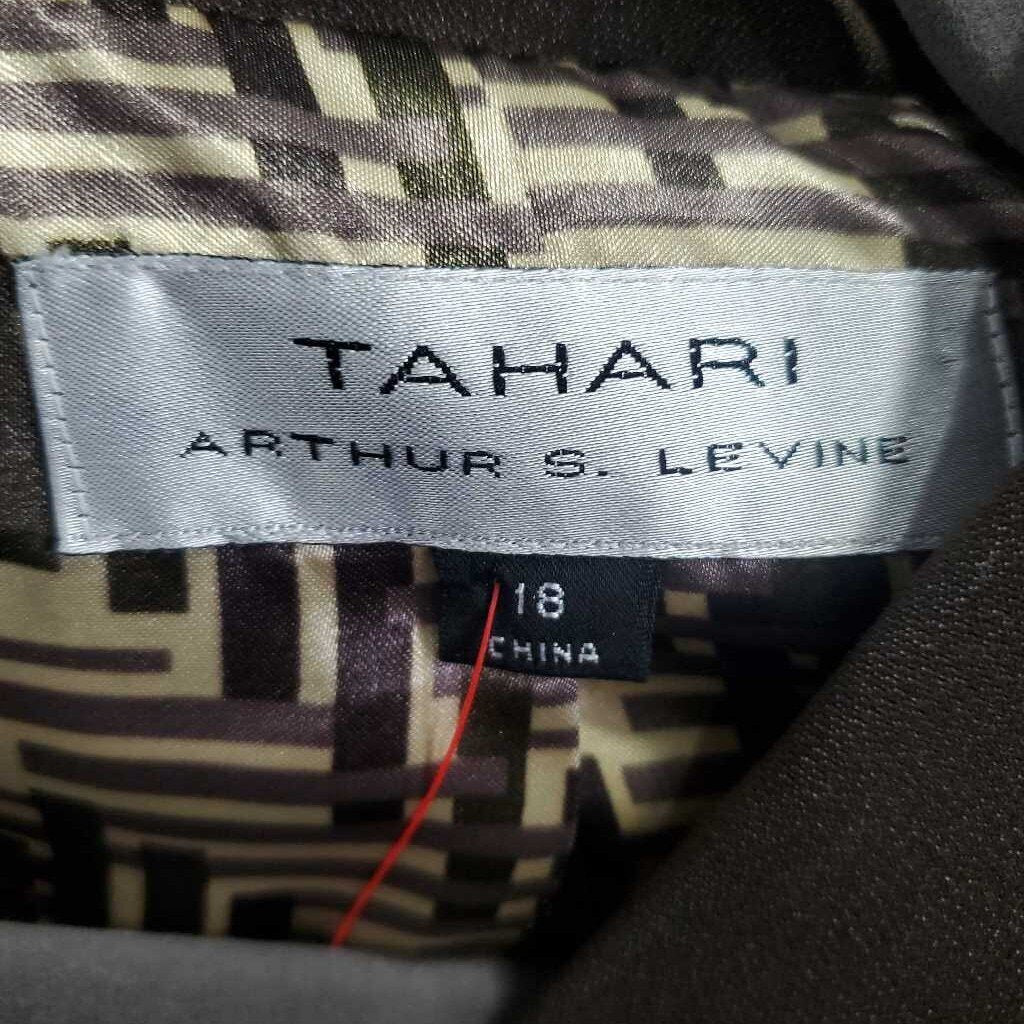 TAHARI
ARTHUR S. LEVINE
18
CHINA